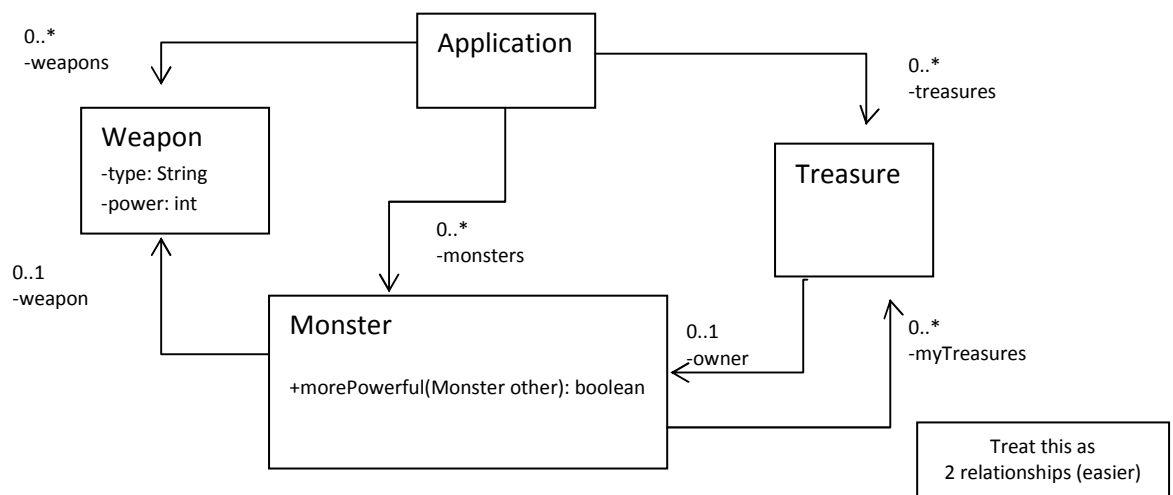 Application
0..*
-weapons
0..*
-treasures
Weapon
-type: String
-power: int
Treasure
0..*
-monsters
0..1
-weapon
Monster
+morePowerful(Monster other): boolean
0..1
-owner
0..*
-myTreasures
Treat this as
2 relationships (easier)